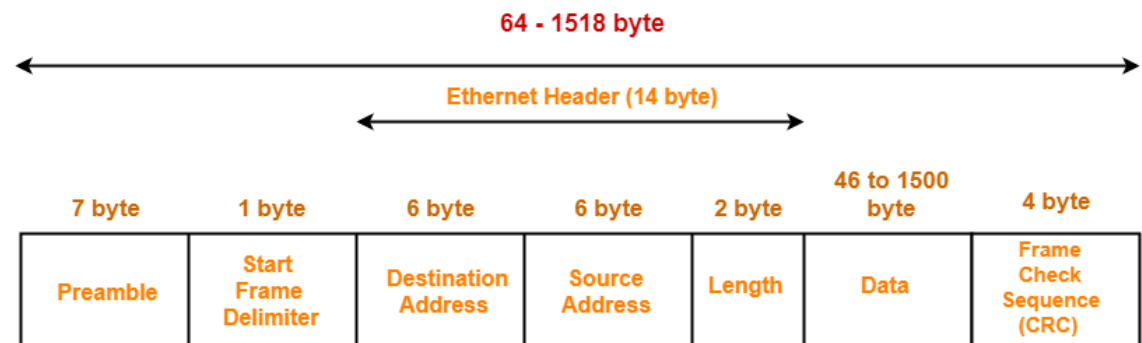 64 - 1518 byte
Ethernet Header (14 byte)
7 byte
1 byte
6 byte
6 byte
2 byte
46 to 1500
byte
4 byte
Preamble
Start
Frame
Delimiter
Destination
Address
Source
Address
Length
Data
Frame
Check
Sequence
(CRC)